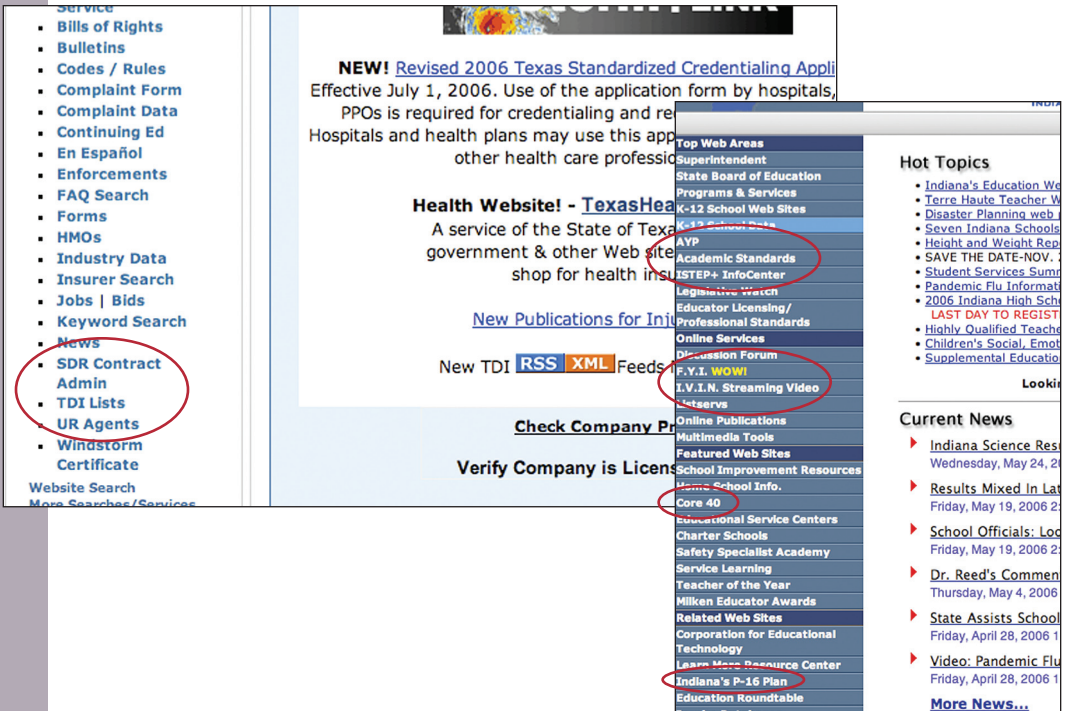 Service
Bills of Rights
Bulletins
Codes / Rules
Complaint Form
Complaint Data
Continuing Ed
En Español
Enforcements
FAQ Search
Forms
HMOs
Industry Data
Insurer Search
Jobs | Bids
Keyword Search
News
SDR Contract
Admin
TDI Lists
UR Agents
Windstorm
Certificate
Website Search
More Searches/Services
NEW! Revised 2006 Texas Standardized Credentialing Appli
Effective July 1, 2006. Use of the application form by hospitals,
PPOs is required for credentialing and re
Hospitals and health plans may use this app
other health care professio
Health Website! - TexasHea
A service of the State of Texa
government & other Web site
shop for health insu
New Publications for Inju
New TDI RSS XML Feeds
Check Company Pr
Verify Company is Licens
Top Web Areas
Superintendent
State Board of Education
Programs & Services
K-12 School Web Sites
K-12 School Data
AYP
Academic Standards
ISTEP+ InfoCenter
Legislative Watch
Educator Licensing/
Professional Standards
Online Services
Discussion Forum
F.Y.I. WOW!
I.V.I.N. Streaming Video
Listservs
Online Publications
Multimedia Tools
Featured Web Sites
School Improvement Resources
Home School Info.
Core 40
Educational Service Centers
Charter Schools
Safety Specialist Academy
Service Learning
Teacher of the Year
Milken Educator Awards
Related Web Sites
Corporation for Educational
Technology
Learn More Resource Center
Indiana's P-16 Plan
Education Roundtable
INDIA
Hot Topics
Indiana's Education We
Terre Haute Teacher W
Disaster Planning web
Seven Indiana Schools
Height and Weight Rep
SAVE THE DATE-NOV.
Student Services Summ
Pandemic Flu Informati
2006 Indiana High Scho
LAST DAY TO REGIST
Highly Qualified Teache
Children's Social, Emot
Supplemental Educatio
Lookin
Current News
Indiana Science Res
Wednesday, May 24, 2
Results Mixed In Lat
Friday, May 19, 2006 2:
School Officials: Loo
Friday, May 19, 2006 2:
Dr. Reed's Commen
Thursday, May 4, 2006
State Assists School
Friday, April 28, 2006 1
Video: Pandemic Flu
Friday, April 28, 2006 1
More News...